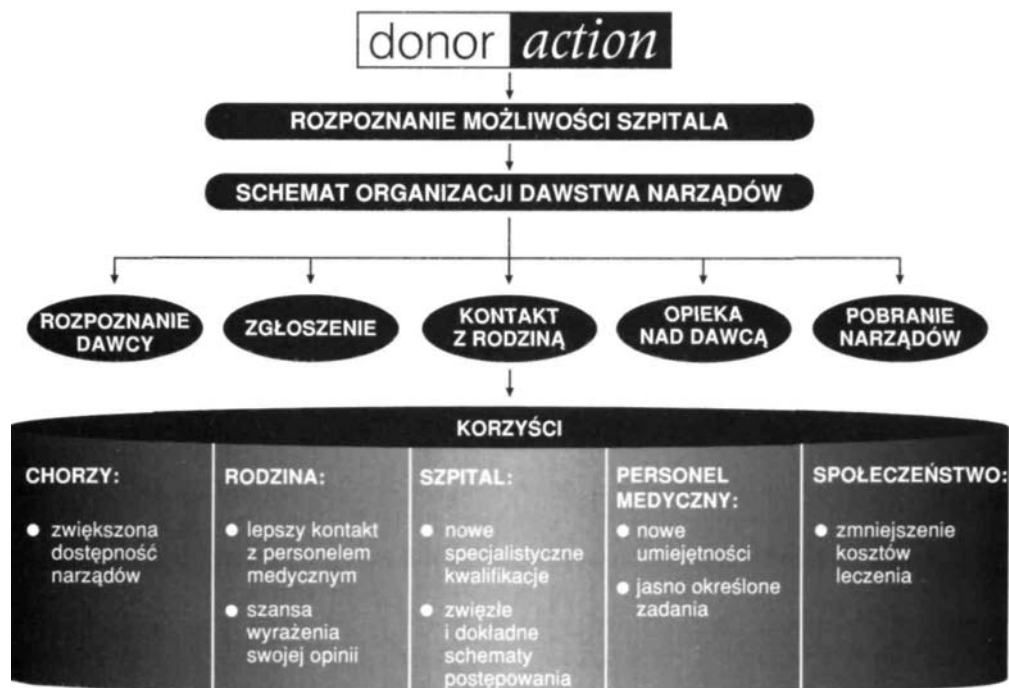 donor action
ROZPOZNANIE MOŻLIWOŚCI SZPITALA
SCHEMAT ORGANIZACJI DAWSTWA NARZĄDÓW
ROZPOZNANIE
DAWCY
ZGŁOSZENIE
KONTAKT
Z RODZINĄ
OPIEKA
NAD DAWCĄ
POBRANIE
NARZĄDÓW
KORZYŚCI
CHORZY:
● zwiększona
dostępność
narządów
RODZINA:
● lepszy kontakt
z personelem
medycznym
● szansa
wyrażenia
swojej opinii
SZPITAL:
● nowe
specjalistyczne
kwalifikacje
● zwięzłe
i dokładne
schematy
postępowania
PERSONEL
MEDYCZNY:
● nowe
umiejętności
● jasno określone
zadania
SPOŁECZEŃSTWO:
● zmniejszenie
kosztów
leczenia